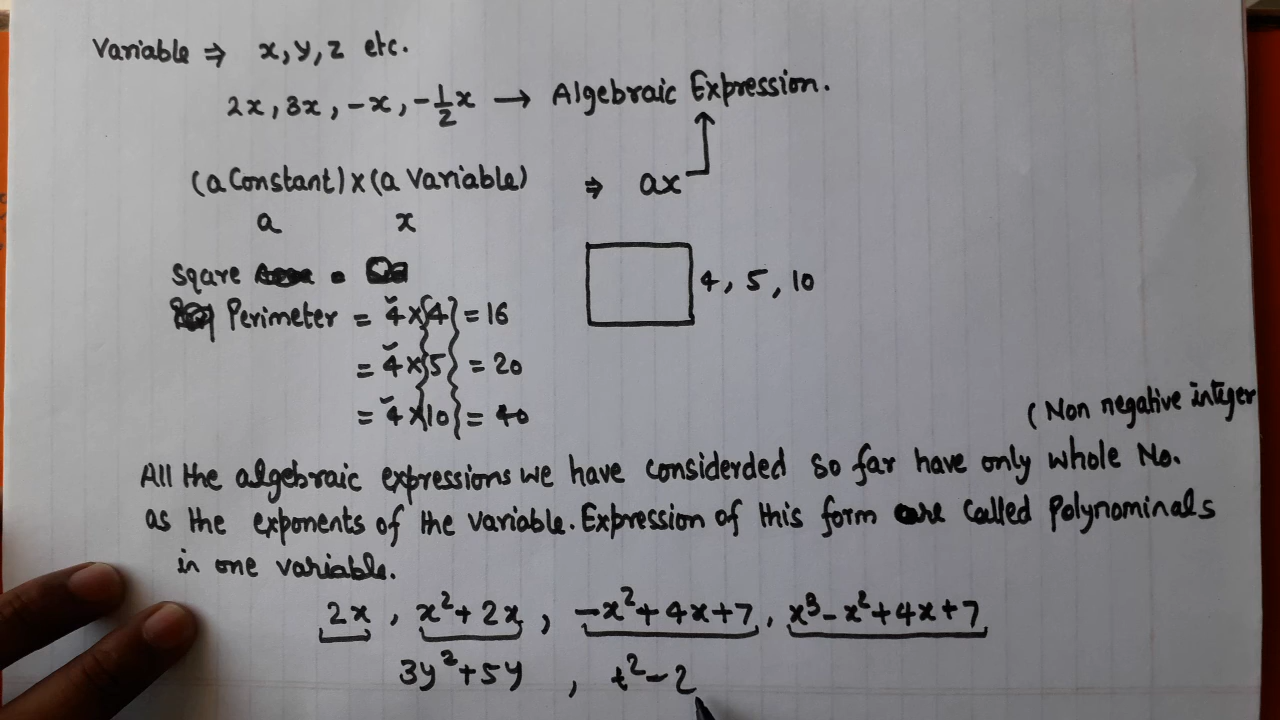 Variable ⇒ x, y, z etc.
2x, 3x, -x, -1/2x → Algebraic Expression.
(a Constant) x (a Variable) ⇒ ax
a x
Sqare
4, 5, 10
Perimeter = 4 x (4) = 16
= 4 x 5 = 20
= 4 x 10 = 40
(Non negative integer
All the algebraic expressions we have considerded so far have only whole No.
as the exponents of the variable. Expression of this form are called Polynominals
in one variable.
2x, x² + 2x, -x² + 4x + 7, x³ - x² + 4x + 7
3y² + 5y, t² - 2